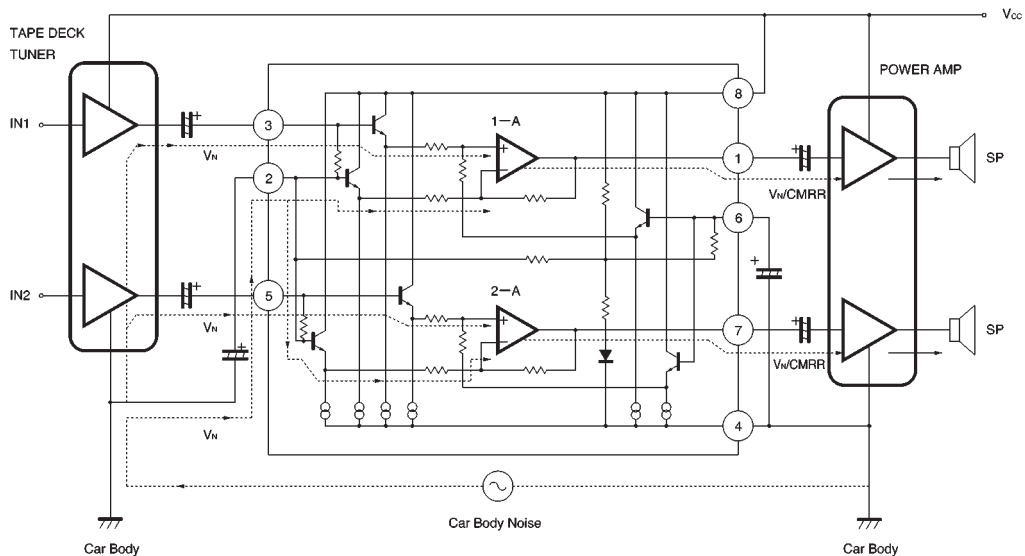 Vcc
TAPE DECK
TUNER
POWER AMP
8
IN1
3
+
1-A
+
−
1
+
SP
VN
2
VN/CMRR
6
+
IN2
+
5
2-A
+
−
7
+
SP
VN
+
VN/CMRR
4
VN
Car Body Noise
Car Body
Car Body